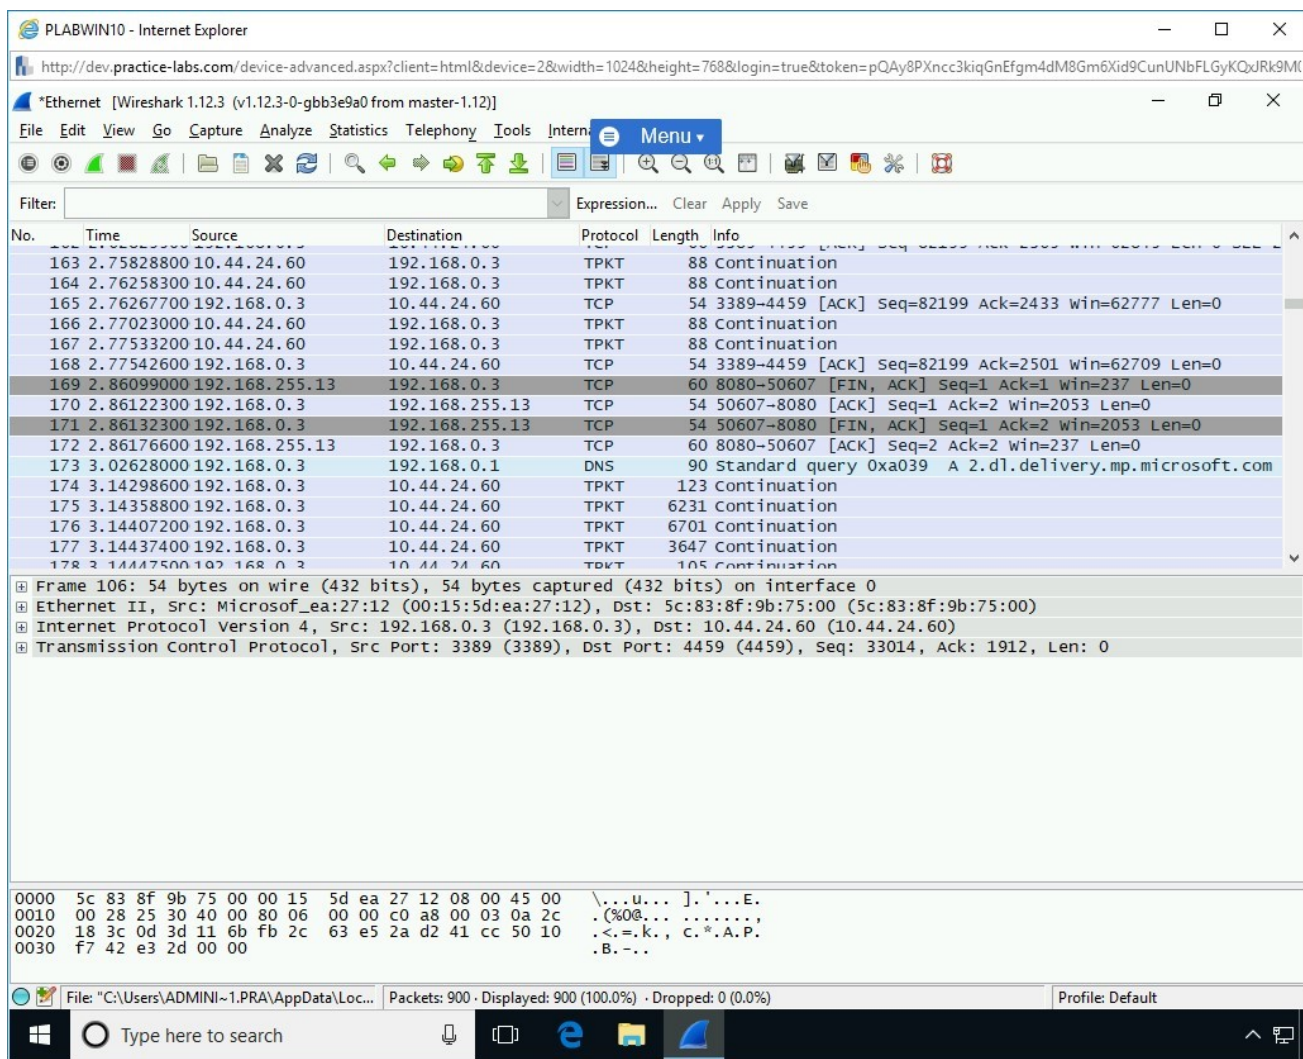 PLABWIN10 - Internet Explorer
http://dev.practice-labs.com/device-advanced.aspx?client=html&device=2&width=1024&height=768&login=true&token=pQAy8PXncc3kiqGnEfgm4dM8Gm6Xid9CunUNbFLGyKQxJRk9M(
*Ethernet [Wireshark 1.12.3 (v1.12.3-0-gbb3e9a0 from master-1.12)]
File Edit View Go Capture Analyze Statistics Telephony Tools Interna
Menu
Filter: Expression... Clear Apply Save
No. Time Source Destination Protocol Length Info
163 2.75828800 10.44.24.60 192.168.0.3 TPKT 88 Continuation
164 2.76258300 10.44.24.60 192.168.0.3 TPKT 88 Continuation
165 2.76267700 192.168.0.3 10.44.24.60 TCP 54 3389→4459 [ACK] Seq=82199 Ack=2433 Win=62777 Len=0
166 2.77023000 10.44.24.60 192.168.0.3 TPKT 88 Continuation
167 2.77533200 10.44.24.60 192.168.0.3 TPKT 88 Continuation
168 2.77542600 192.168.0.3 10.44.24.60 TCP 54 3389→4459 [ACK] Seq=82199 Ack=2501 Win=62709 Len=0
169 2.86099000 192.168.255.13 192.168.0.3 TCP 60 8080→50607 [FIN, ACK] Seq=1 Ack=1 Win=237 Len=0
170 2.86122300 192.168.0.3 192.168.255.13 TCP 54 50607→8080 [ACK] Seq=1 Ack=2 Win=2053 Len=0
171 2.86132300 192.168.0.3 192.168.255.13 TCP 54 50607→8080 [FIN, ACK] Seq=1 Ack=2 Win=2053 Len=0
172 2.86176600 192.168.255.13 192.168.0.3 TCP 60 8080→50607 [ACK] Seq=2 Ack=2 Win=237 Len=0
173 3.02628000 192.168.0.3 192.168.0.1 DNS 90 Standard query 0xa039 A 2.dl.delivery.mp.microsoft.com
174 3.14298600 192.168.0.3 10.44.24.60 TPKT 123 Continuation
175 3.14358800 192.168.0.3 10.44.24.60 TPKT 6231 Continuation
176 3.14407200 192.168.0.3 10.44.24.60 TPKT 6701 Continuation
177 3.14437400 192.168.0.3 10.44.24.60 TPKT 3647 Continuation
178 3.14447500 192.168.0.3 10.44.24.60 TPKT 105 Continuation
Frame 106: 54 bytes on wire (432 bits), 54 bytes captured (432 bits) on interface 0
Ethernet II, Src: Microsof_ea:27:12 (00:15:5d:ea:27:12), Dst: 5c:83:8f:9b:75:00 (5c:83:8f:9b:75:00)
Internet Protocol Version 4, Src: 192.168.0.3 (192.168.0.3), Dst: 10.44.24.60 (10.44.24.60)
Transmission Control Protocol, Src Port: 3389 (3389), Dst Port: 4459 (4459), Seq: 33014, Ack: 1912, Len: 0
0000 5c 83 8f 9b 75 00 00 15 5d ea 27 12 08 00 45 00 \...u... ].'...E.
0010 00 28 25 30 40 00 80 06 00 00 c0 a8 00 03 0a 2c .(%0@... .......,
0020 18 3c 0d 3d 11 6b fb 2c 63 e5 2a d2 41 cc 50 10 .<.=.k., c.*.A.P.
0030 f7 42 e3 2d 00 00 .B.-..
File: "C:\Users\ADMINI~1.PRA\AppData\Loc... Packets: 900 · Displayed: 900 (100.0%) · Dropped: 0 (0.0%) Profile: Default
Type here to search